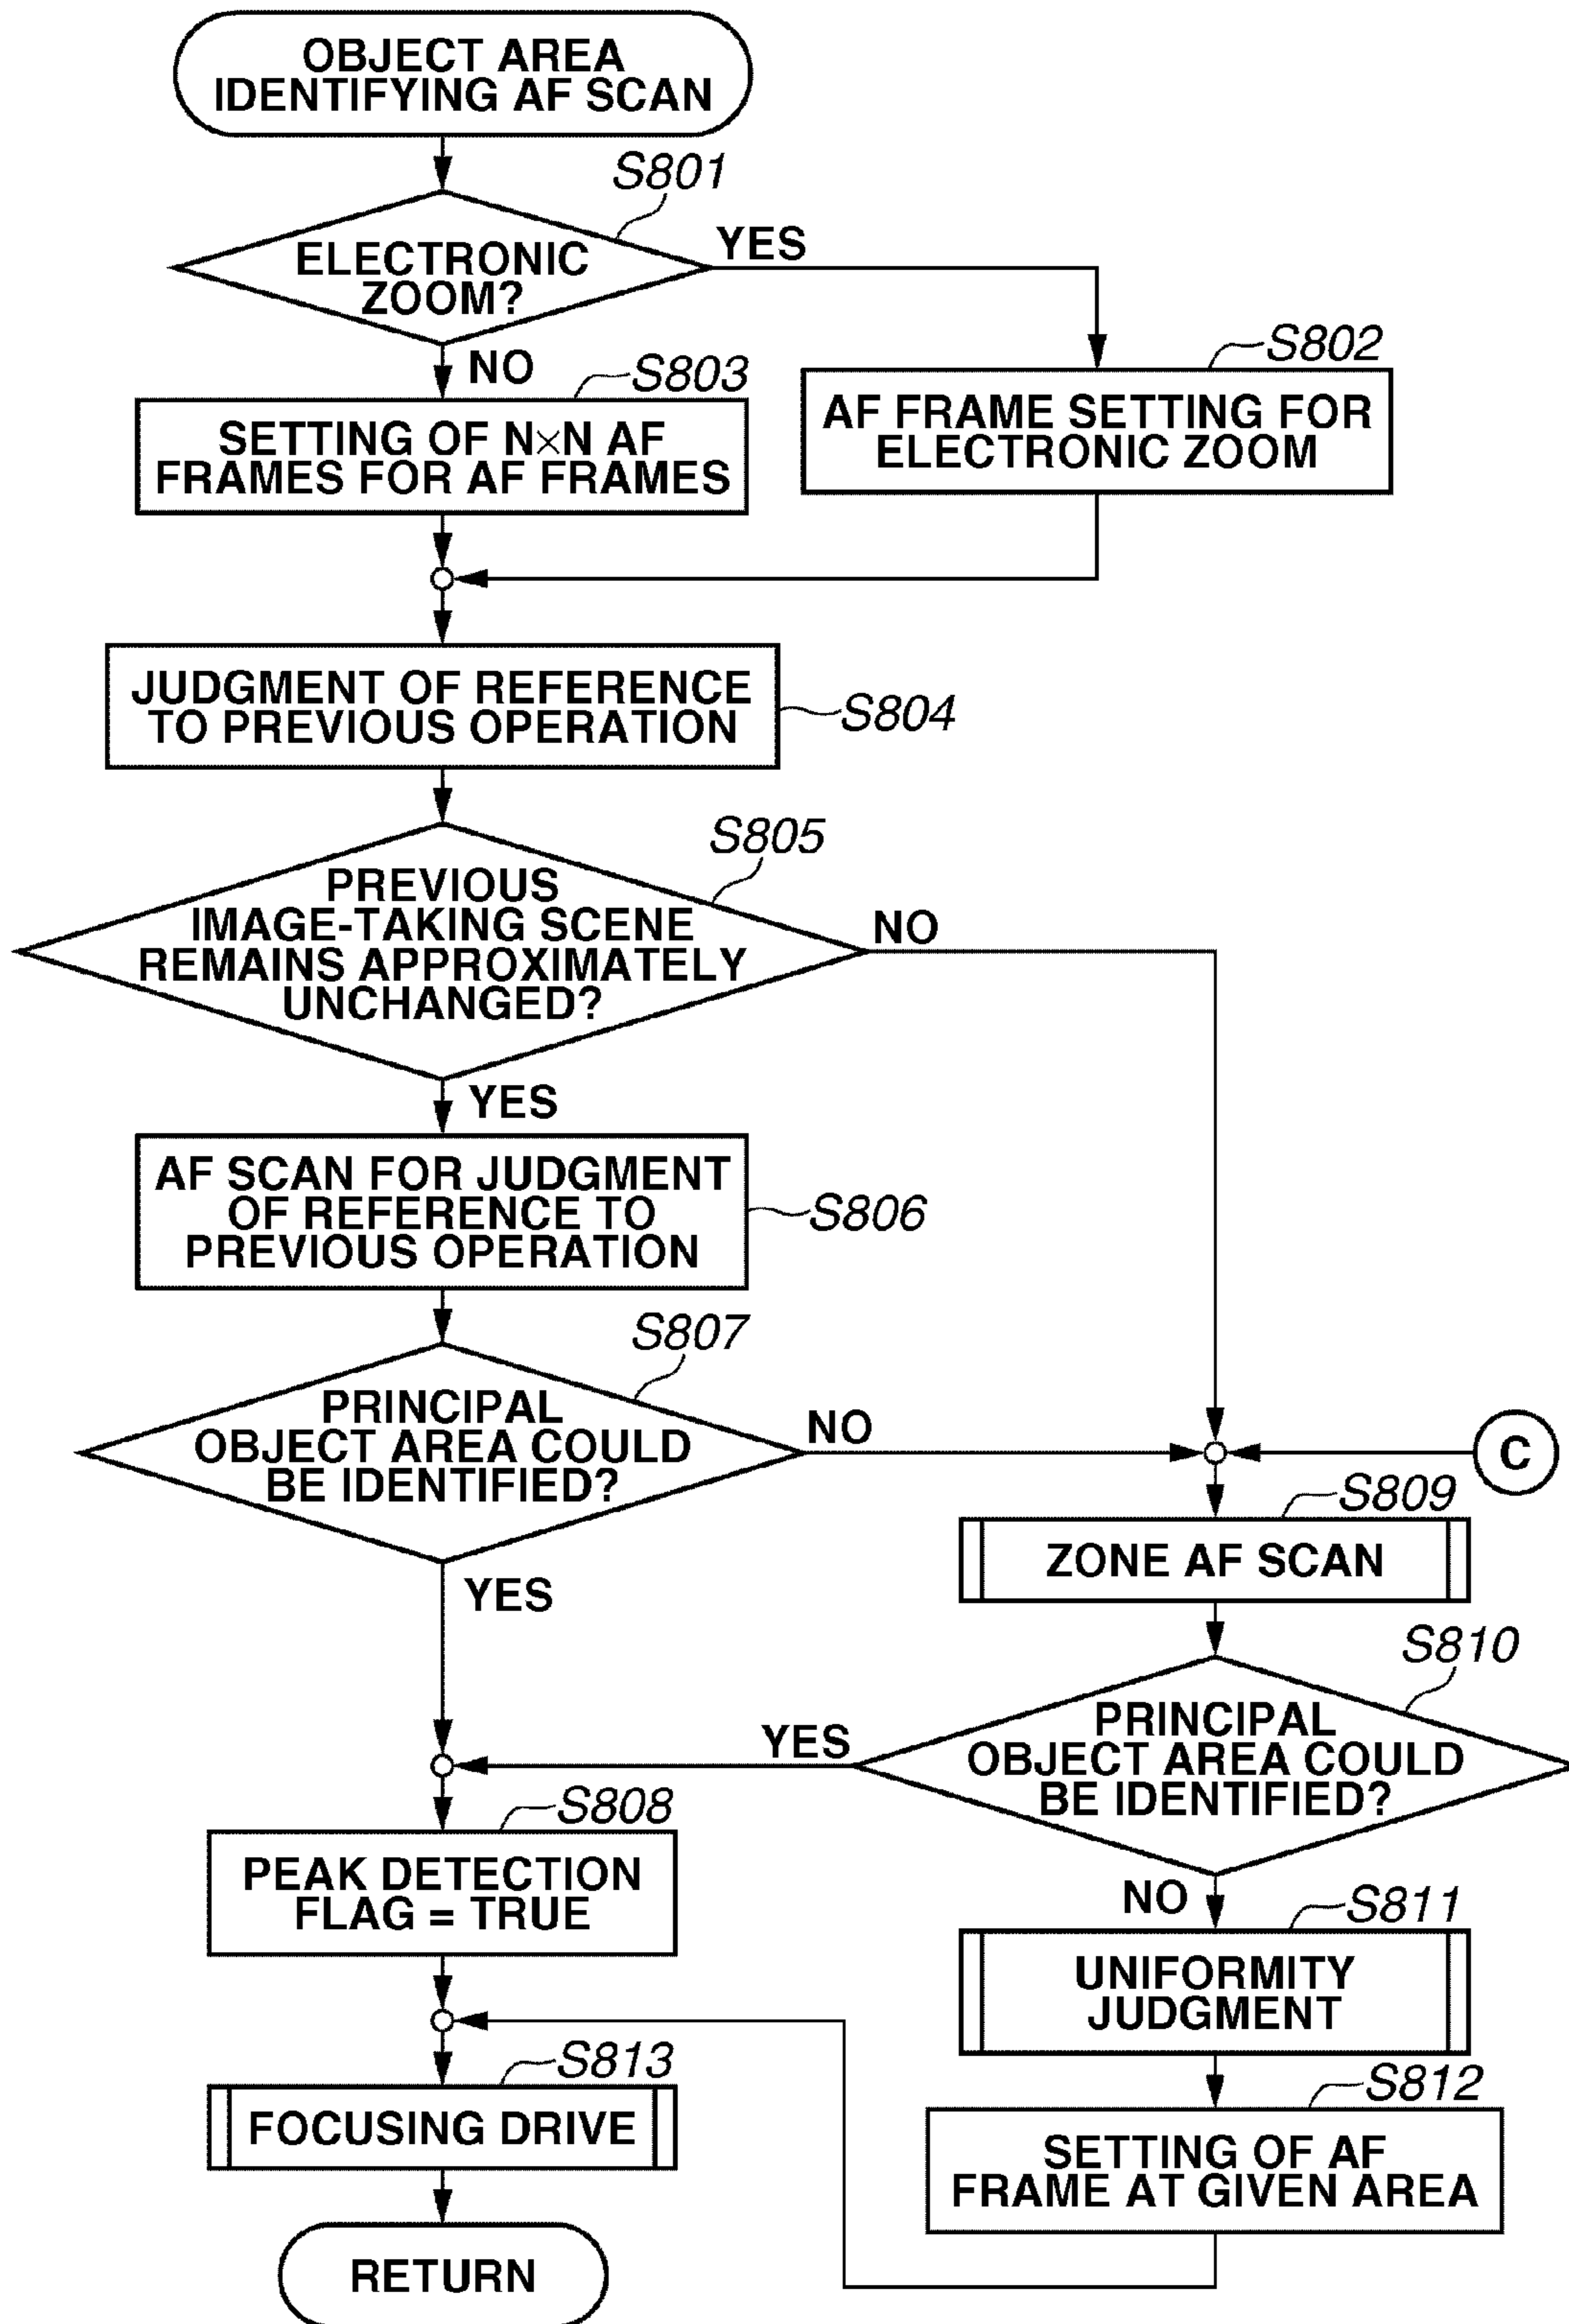 OBJECT AREA
IDENTIFYING AF SCAN
S801
ELECTRONIC
ZOOM?
YES
NO
S802
AF FRAME SETTING FOR
ELECTRONIC ZOOM
S803
SETTING OF N×N AF
FRAMES FOR AF FRAMES
JUDGMENT OF REFERENCE
TO PREVIOUS OPERATION
S804
S805
PREVIOUS
IMAGE-TAKING SCENE
REMAINS APPROXIMATELY
UNCHANGED?
NO
YES
AF SCAN FOR JUDGMENT
OF REFERENCE TO
PREVIOUS OPERATION
S806
S807
PRINCIPAL
OBJECT AREA COULD
BE IDENTIFIED?
NO
C
YES
S809
ZONE AF SCAN
S810
PRINCIPAL
OBJECT AREA COULD
BE IDENTIFIED?
YES
NO
S808
PEAK DETECTION
FLAG = TRUE
S811
UNIFORMITY
JUDGMENT
S812
SETTING OF AF
FRAME AT GIVEN AREA
S813
FOCUSING DRIVE
RETURN